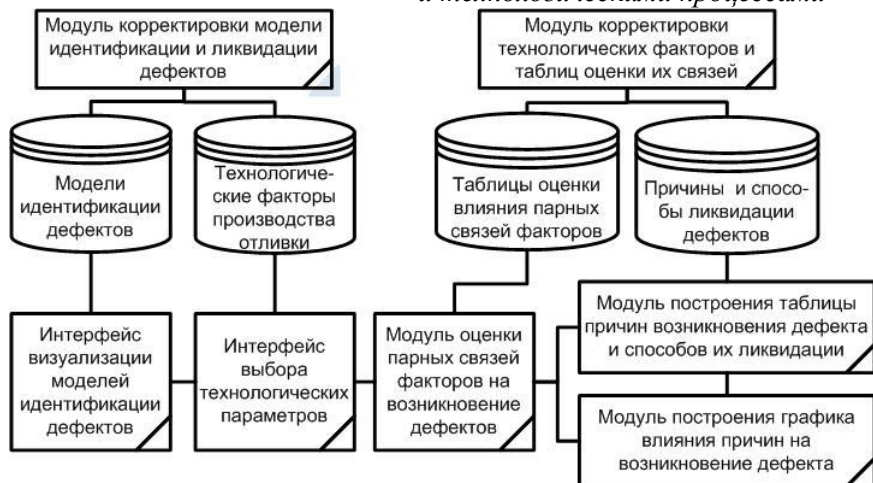 Модуль корректировки модели
идентификации и ликвидации
дефектов
Модуль корректировки
технологических факторов и
таблиц оценки их связей
Модели
идентификации
дефектов
Технологиче-
ские факторы
производства
отливки
Таблицы оценки
влияния парных
связей факторов
Причины и спосо-
бы ликвидации
дефектов
Интерфейс
визуализации
моделей
идентификации
дефектов
Интерфейс
выбора
технологических
параметров
Модуль оценки
парных связей
факторов на
возникновение
дефектов
Модуль построения таблицы
причин возникновения дефекта
и способов их ликвидации
Модуль построения графика
влияния причин на
возникновение дефекта